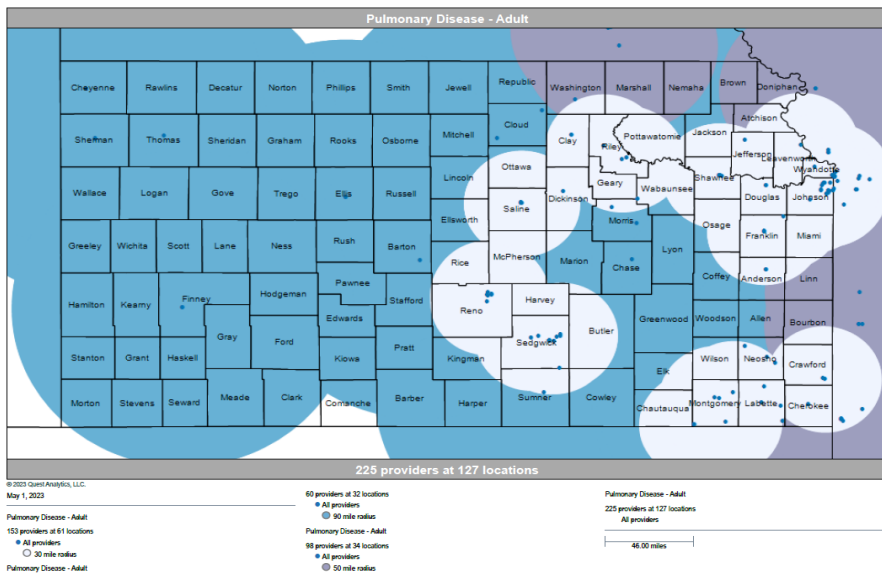 Pulmonary Disease - Adult
Cheyenne Rawlins Decatur Norton Phillips Smith Jewell Republic Washington Marshall Nemaha Brown Doniphan
Sherman Thomas Sheridan Graham Rooks Osborne Mitchell Cloud Clay Riley Pottawatomie Jackson Atchison
Jefferson Leavenworth Wyandotte
Wallace Logan Gove Trego Ellis Russell Lincoln Ottawa Saline Dickinson Geary Wabaunsee Shawnee Douglas Johnson
Greeley Wichita Scott Lane Ness Rush Barton Ellsworth Rice McPherson Marion Morris Chase Lyon Osage Franklin Miami
Hamilton Kearny Finney Hodgeman Pawnee Stafford Reno Harvey Butler Greenwood Coffey Anderson Linn
Gray Ford Edwards Woodson Allen Bourbon
Stanton Grant Haskell Kiowa Pratt Kingman Sedgwick Elk Wilson Neosho Crawford
Morton Stevens Seward Meade Clark Comanche Barber Harper Sumner Cowley Chautauqua Montgomery Labette Cherokee
225 providers at 127 locations
© 2023 Quest Analytics, LLC.
May 1, 2023
Pulmonary Disease - Adult
153 providers at 61 locations
All providers
30 mile radius
Pulmonary Disease - Adult
60 providers at 32 locations
All providers
90 mile radius
Pulmonary Disease - Adult
98 providers at 34 locations
All providers
50 mile radius
Pulmonary Disease - Adult
225 providers at 127 locations
All providers
46.00 miles